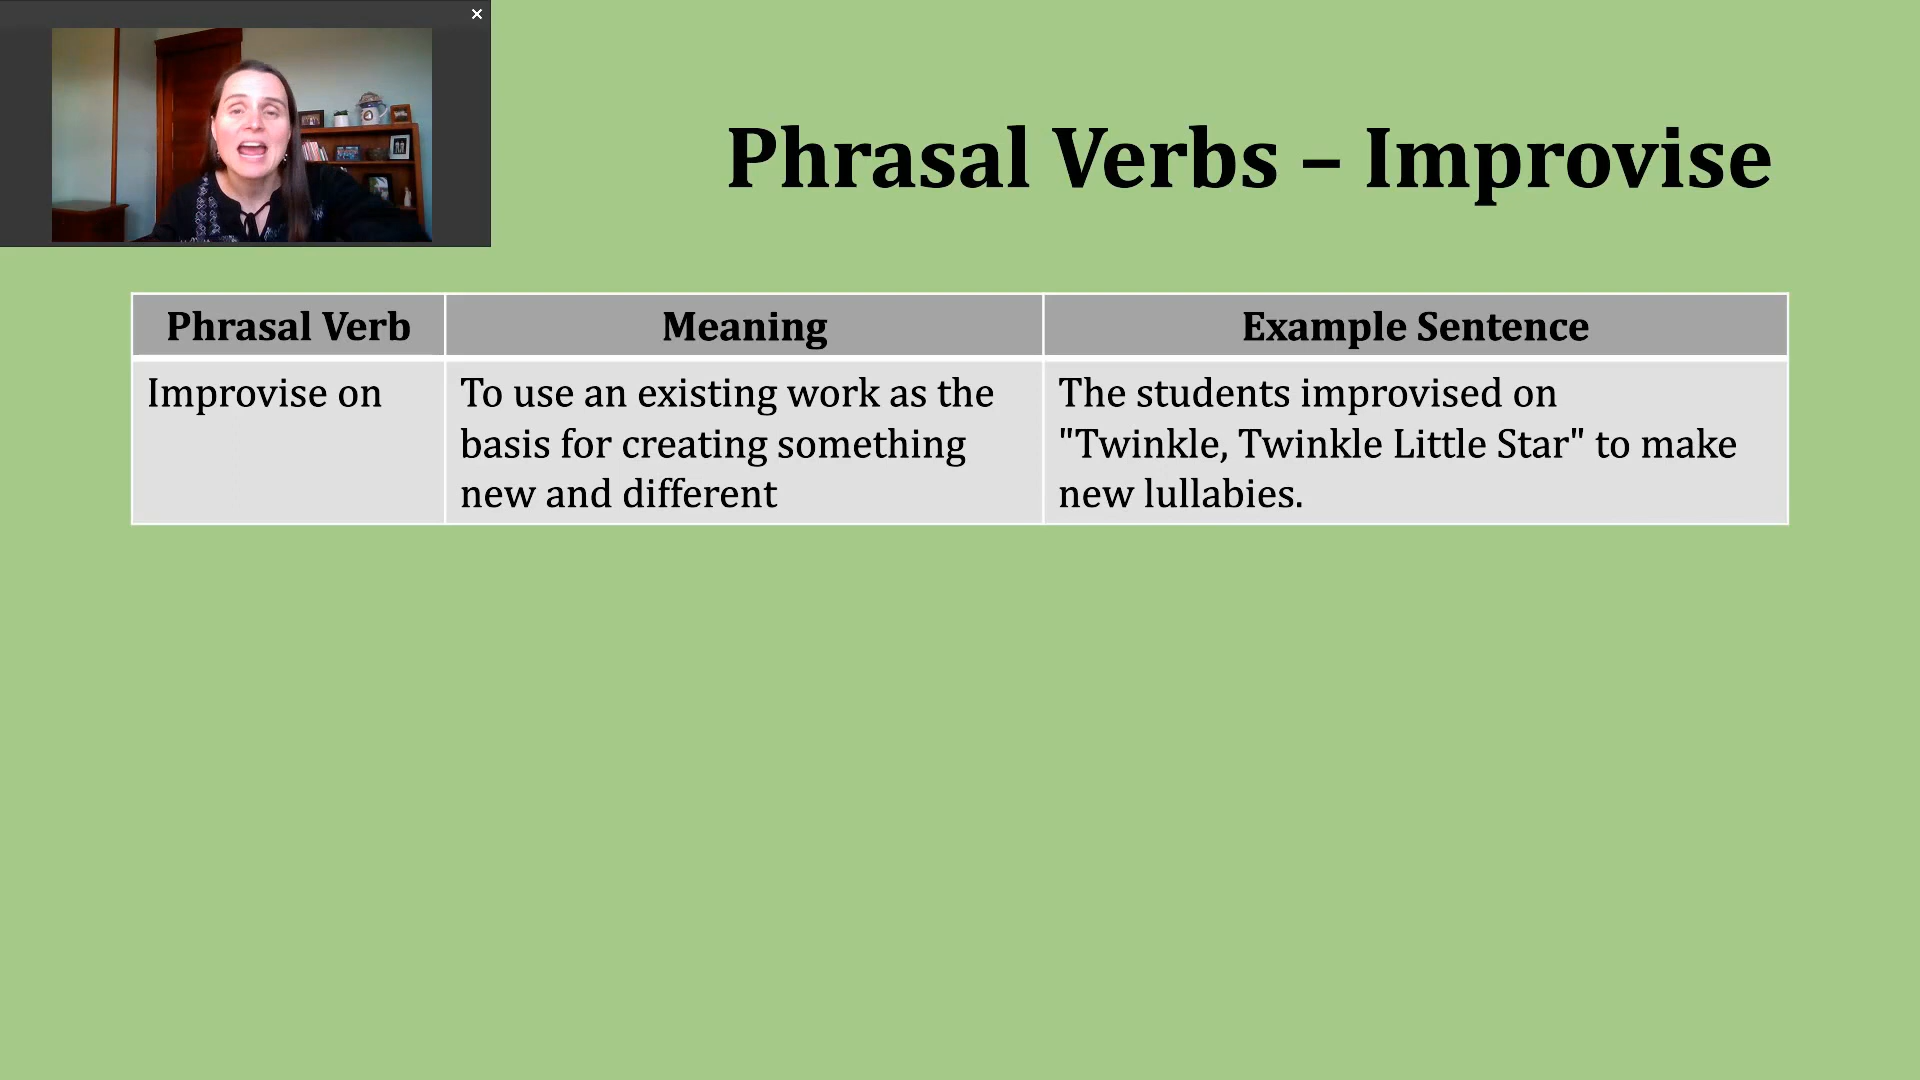 Phrasal Verbs – Improvise
Phrasal Verb
Meaning
Example Sentence
Improvise on
To use an existing work as the
basis for creating something
new and different
The students improvised on
"Twinkle, Twinkle Little Star" to make
new lullabies.